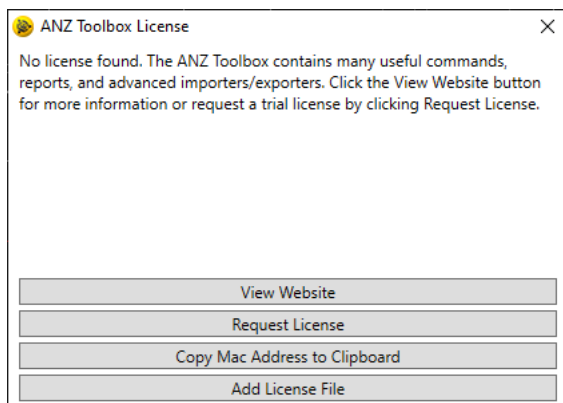 ANZ Toolbox License
No license found. The ANZ Toolbox contains many useful commands,
reports, and advanced importers/exporters. Click the View Website button
for more information or request a trial license by clicking Request License.
View Website
Request License
Copy Mac Address to Clipboard
Add License File